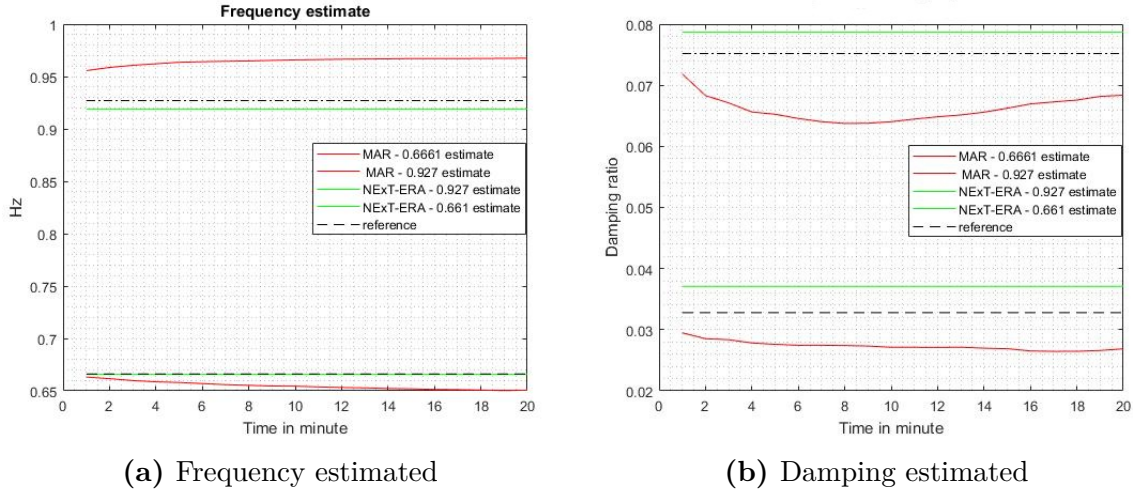 Frequency estimate
1
0.95
0.9
0.85
0.8
0.75
0.7
0.65
Hz
0 2 4 6 8 10 12 14 16 18 20
Time in minute
MAR - 0.6661 estimate
MAR - 0.927 estimate
NExT-ERA - 0.927 estimate
NExT-ERA - 0.661 estimate
reference
(a) Frequency estimated
0.08
0.07
0.06
0.05
0.04
0.03
0.02
Damping ratio
0 2 4 6 8 10 12 14 16 18 20
Time in minute
MAR - 0.6661 estimate
MAR - 0.927 estimate
NExT-ERA - 0.927 estimate
NExT-ERA - 0.661 estimate
reference
(b) Damping estimated